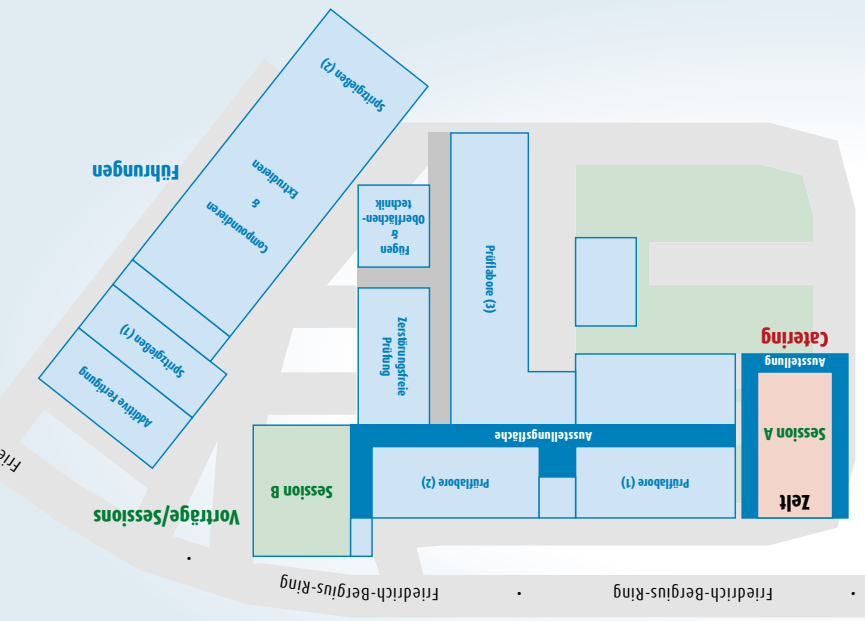 Friedrich-Bergius-Ring
Friedrich-Bergius-Ring
Zelt
Session A
Ausstellung
Catering
Prüflabore (1)
Prüflabore (2)
Ausstellungsfläche
Session B
Vorträge/Sessions
Frie
Prüflabore (3)
Zerstörungsfreie
Prüfung
Fügen
&
Oberflächen-
technik
Additive Fertigung
Spritzgießen (1)
Compoundieren
&
Extrudieren
Spritzgießen (2)
Führungen